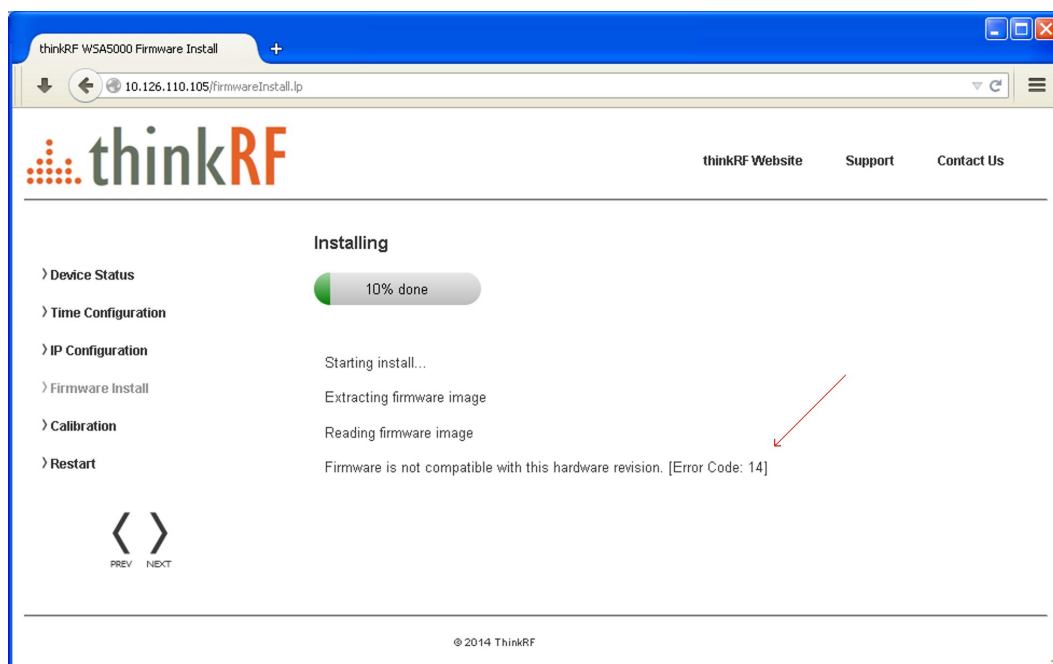 thinkRF WSA5000 Firmware Install
10.126.110.105/firmwareInstall.lp
thinkRF
thinkRF Website Support Contact Us
Installing
10% done
Device Status
Time Configuration
IP Configuration
Firmware Install
Calibration
Restart
PREV NEXT
Starting install...
Extracting firmware image
Reading firmware image
Firmware is not compatible with this hardware revision. [Error Code: 14]
© 2014 ThinkRF